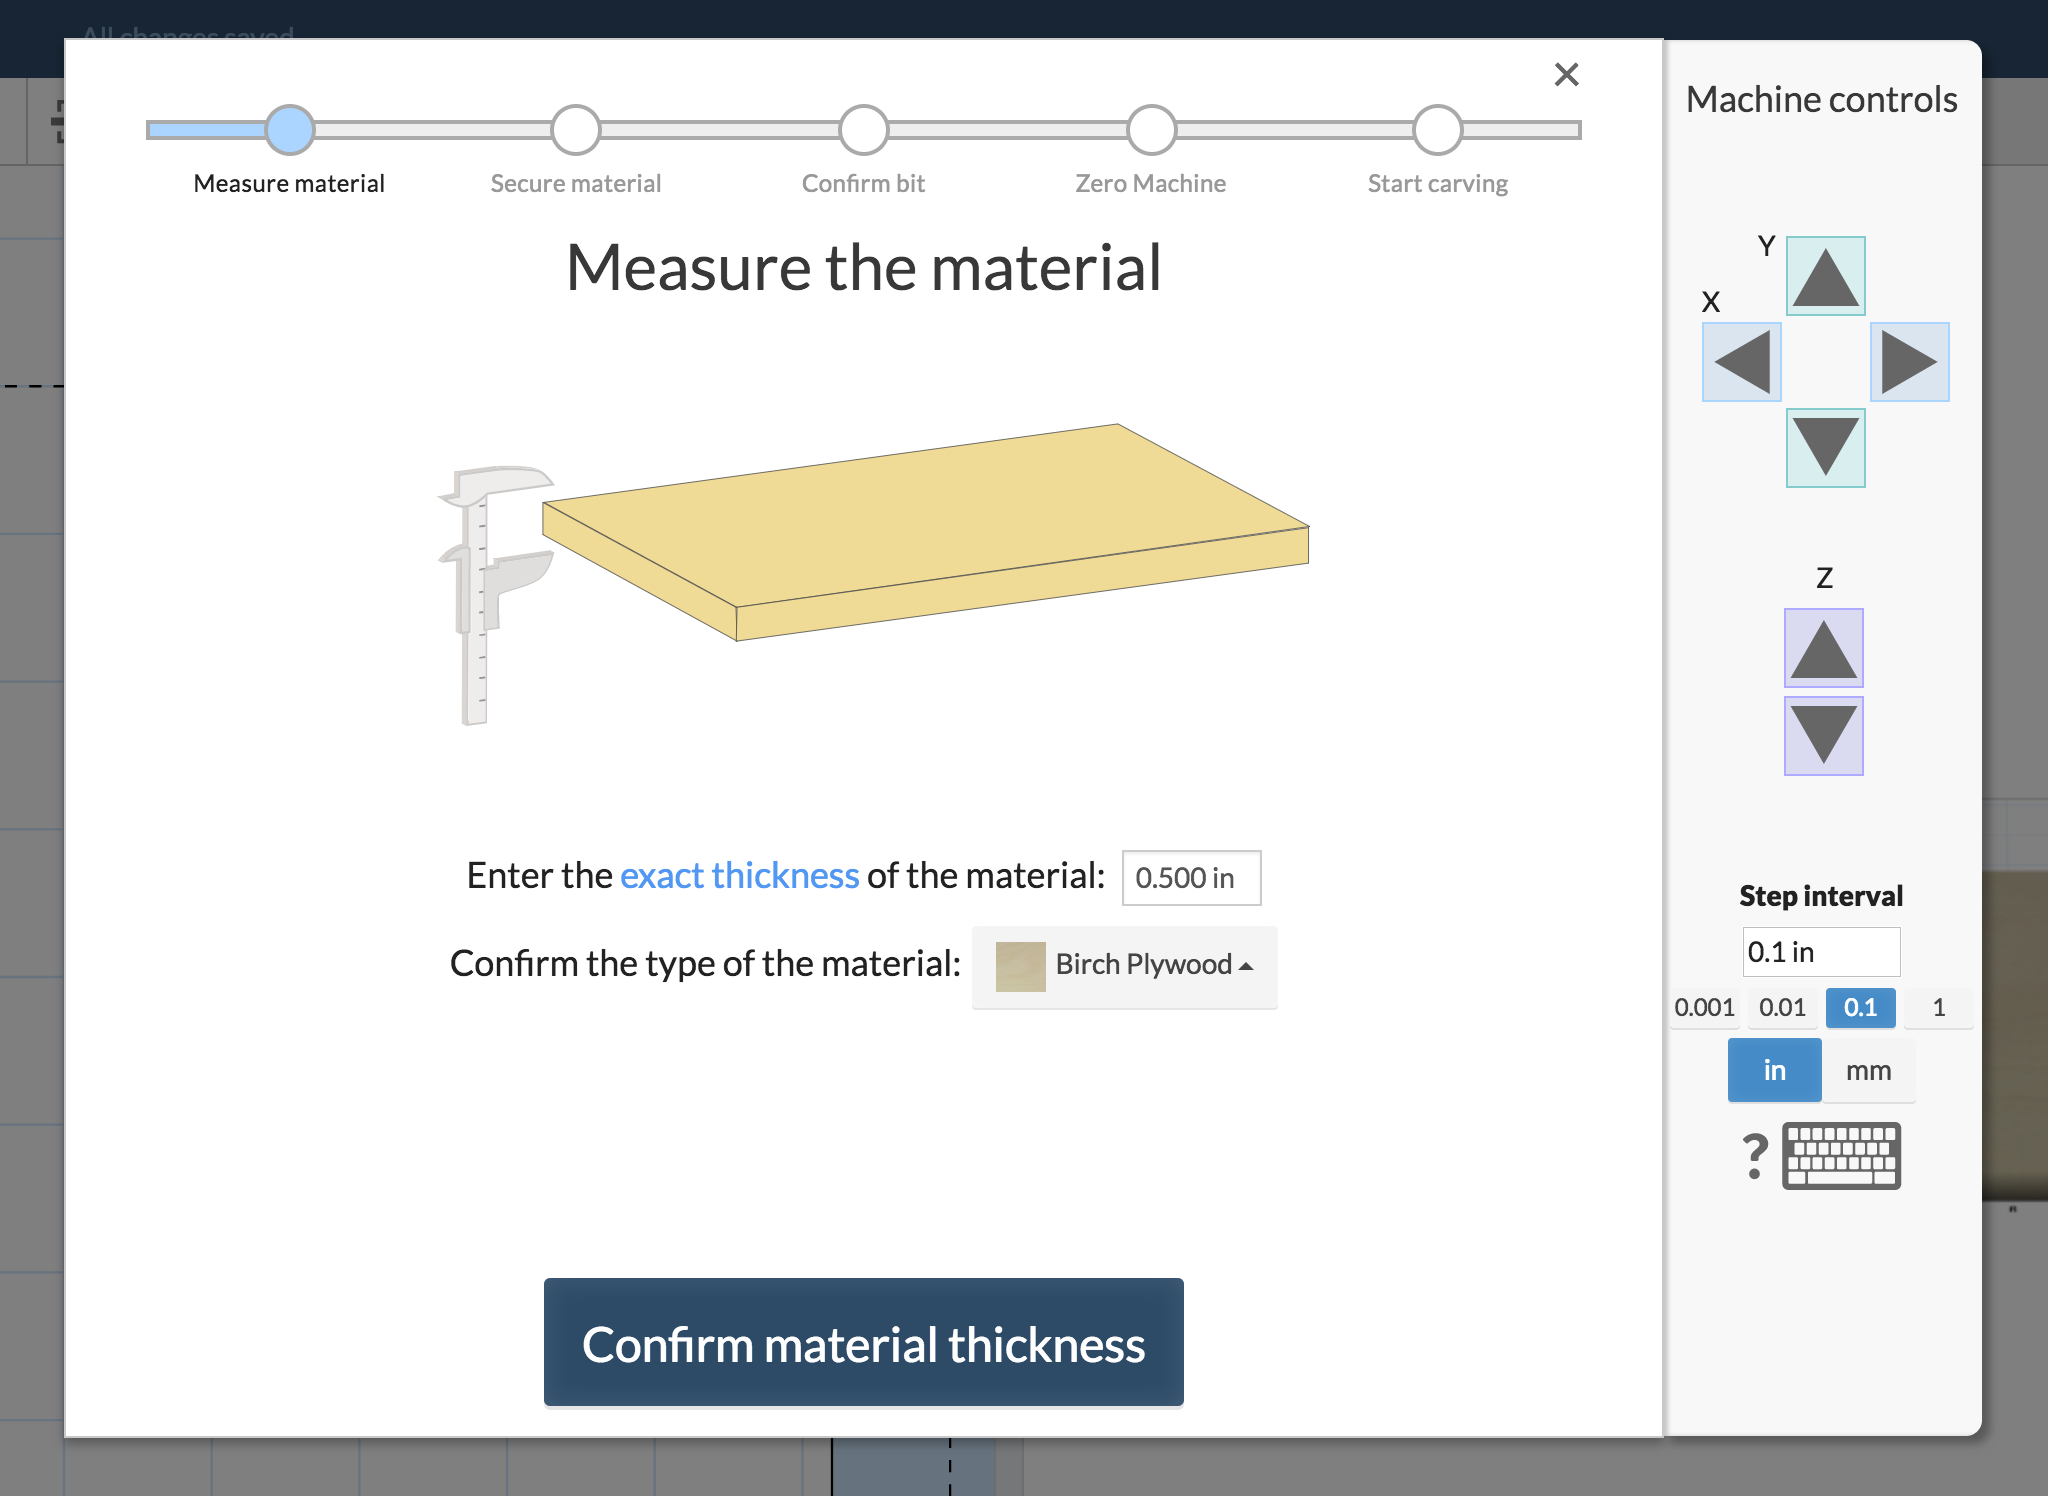 All changes saved
Measure material
Secure material
Confirm bit
Zero Machine
Start carving
Measure the material
Enter the exact thickness of the material: 0.500 in
Confirm the type of the material: Birch Plywood
Confirm material thickness
Machine controls
Y
X
Z
Step interval
0.1 in
0.001 0.01 0.1 1
in mm
?